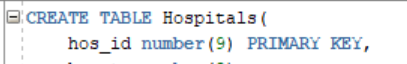 CREATE TABLE Hospitals(
hos_id number(9) PRIMARY KEY,